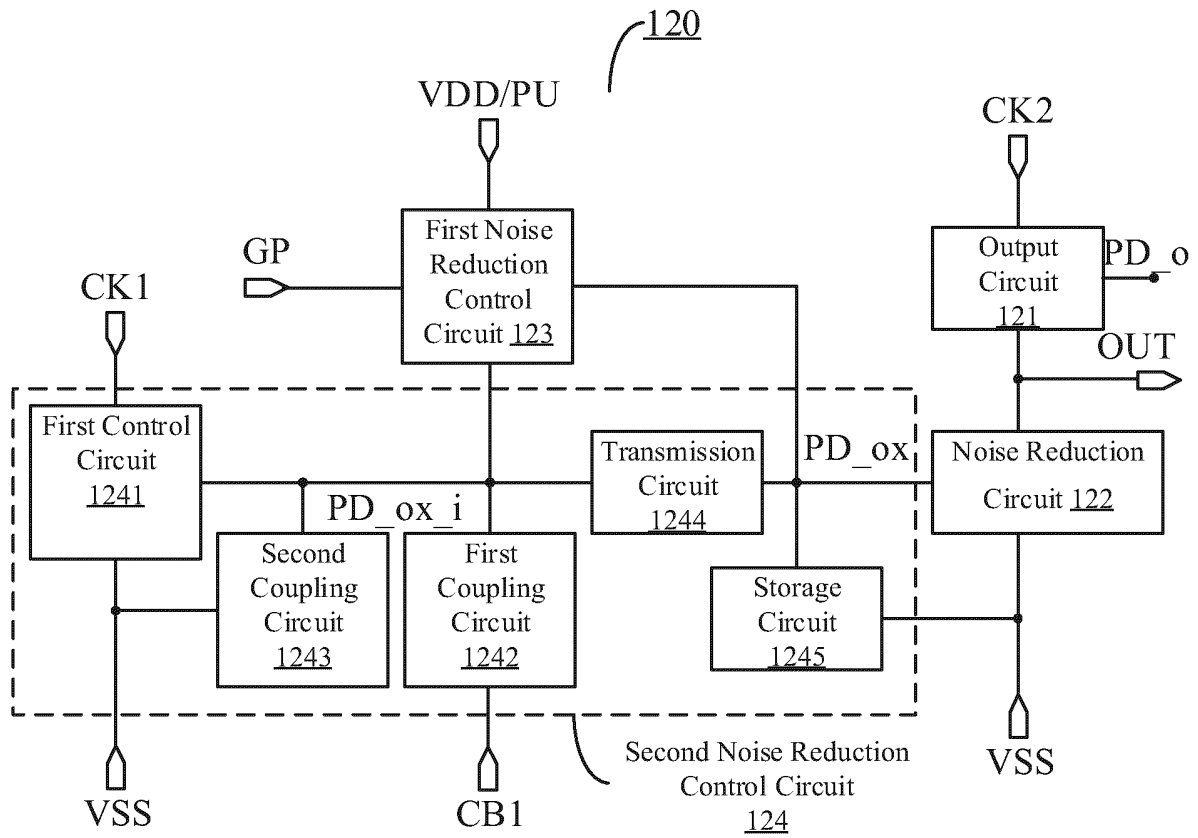 120
VDD/PU
CK2
First Noise
Reduction
Control
Circuit 123
GP
Output
Circuit
121
PD_o
CK1
OUT
First Control
Circuit
1241
Transmission
Circuit
1244
PD_ox
Noise Reduction
Circuit 122
PD_ox_i
Second
Coupling
Circuit
1243
First
Coupling
Circuit
1242
Storage
Circuit
1245
VSS
CB1
Second Noise Reduction
Control Circuit
124
VSS